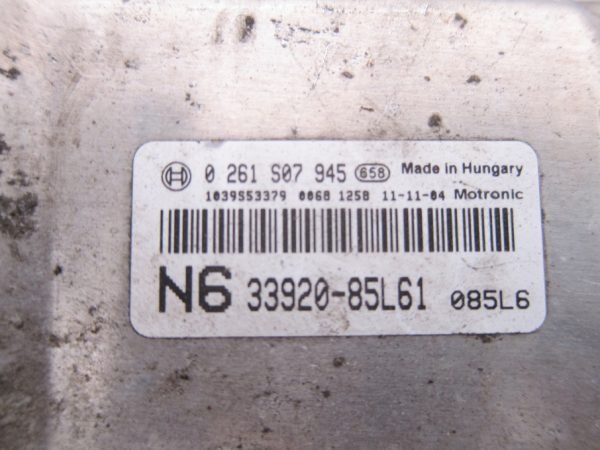 0 261 S07 945 658 Made in Hungary
1039S53379 0068 1258 11-11-04 Motronic
N6 33920-85L61 085L6